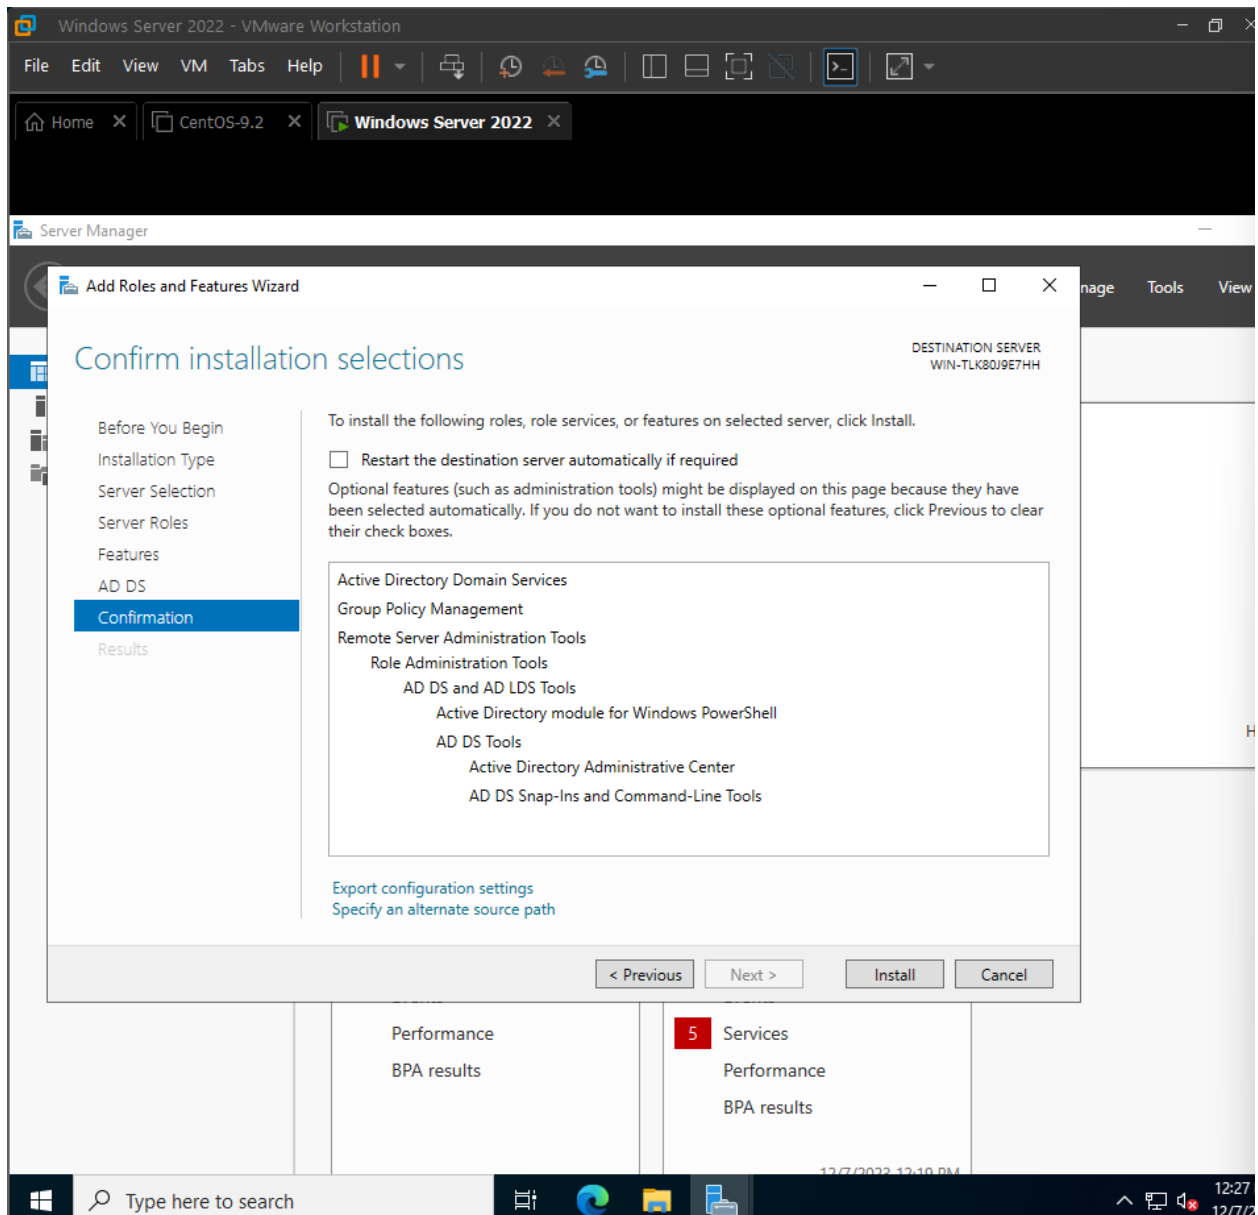 Windows Server 2022 - VMware Workstation
File Edit View VM Tabs Help
Home CentOS-9.2 Windows Server 2022
Server Manager
Add Roles and Features Wizard
nage Tools View
Confirm installation selections
DESTINATION SERVER
WIN-TLK80J9E7HH
Before You Begin
Installation Type
Server Selection
Server Roles
Features
AD DS
Confirmation
Results
To install the following roles, role services, or features on selected server, click Install.
Restart the destination server automatically if required
Optional features (such as administration tools) might be displayed on this page because they have
been selected automatically. If you do not want to install these optional features, click Previous to clear
their check boxes.
Active Directory Domain Services
Group Policy Management
Remote Server Administration Tools
Role Administration Tools
AD DS and AD LDS Tools
Active Directory module for Windows PowerShell
AD DS Tools
Active Directory Administrative Center
AD DS Snap-Ins and Command-Line Tools
Export configuration settings
Specify an alternate source path
< Previous Next > Install Cancel
H
Performance
BPA results
5 Services
Performance
BPA results
12/7/2023 12:19 PM
Type here to search
12:27
12/7/2